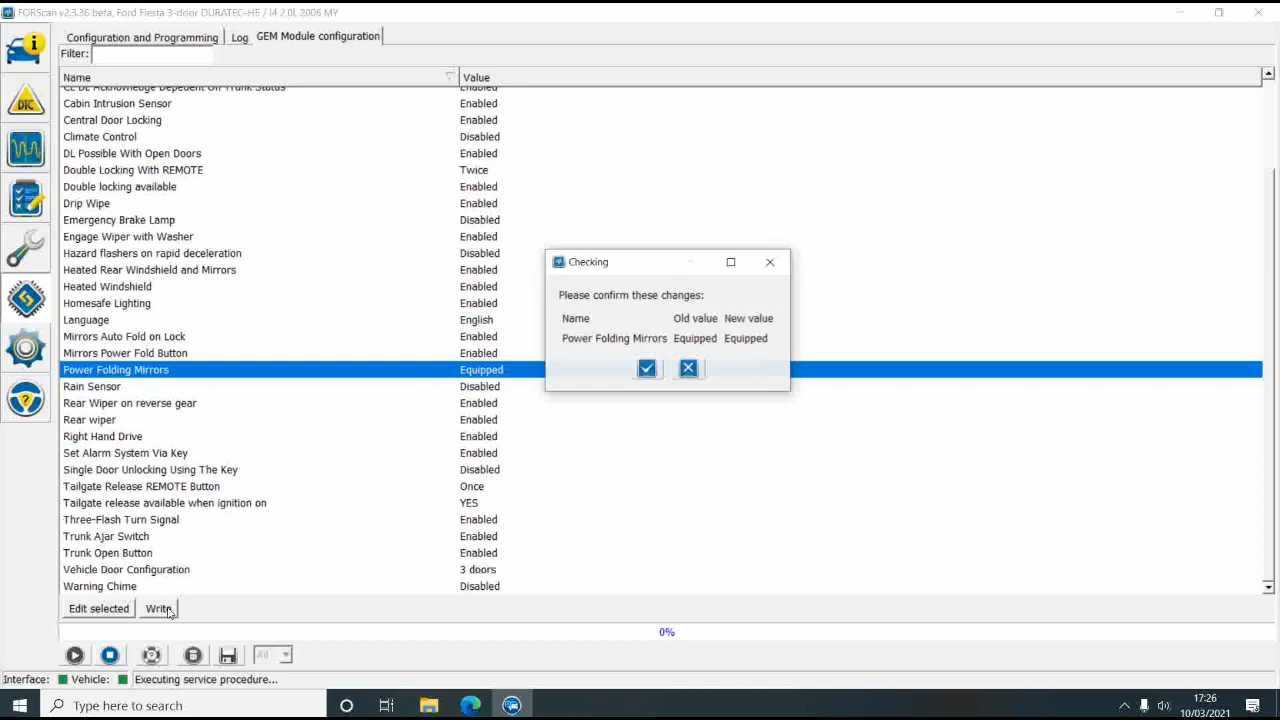 FORScan v2.3.36 beta, Ford Fiesta 3-door DURATEC-HE / i4 2.0L 2006 MY
Configuration and Programming Log GEM Module configuration
Filter:
Name Value
CL DL Acknowledge Depedent On Trunk Status Enabled
Cabin Intrusion Sensor Enabled
Central Door Locking Enabled
Climate Control Disabled
DL Possible With Open Doors Enabled
Double Locking With REMOTE Twice
Double locking available Enabled
Drip Wipe Enabled
Emergency Brake Lamp Disabled
Engage Wiper with Washer Enabled
Hazard flashers on rapid deceleration Disabled
Heated Rear Windshield and Mirrors Enabled
Heated Windshield Enabled
Homesafe Lighting Enabled
Language English
Mirrors Auto Fold on Lock Enabled
Mirrors Power Fold Button Enabled
Power Folding Mirrors Equipped
Rain Sensor Disabled
Rear Wiper on reverse gear Enabled
Rear wiper Enabled
Right Hand Drive Enabled
Set Alarm System Via Key Enabled
Single Door Unlocking Using The Key Disabled
Tailgate Release REMOTE Button Once
Tailgate release available when ignition on YES
Three-Flash Turn Signal Enabled
Trunk Ajar Switch Enabled
Trunk Open Button Enabled
Vehicle Door Configuration 3 doors
Warning Chime Disabled
Checking
Please confirm these changes:
Name Old value New value
Power Folding Mirrors Equipped Equipped
DTC
Edit selected Write
0%
All
Interface: Vehicle: Executing service procedure...
Type here to search
17:26
10/03/2021